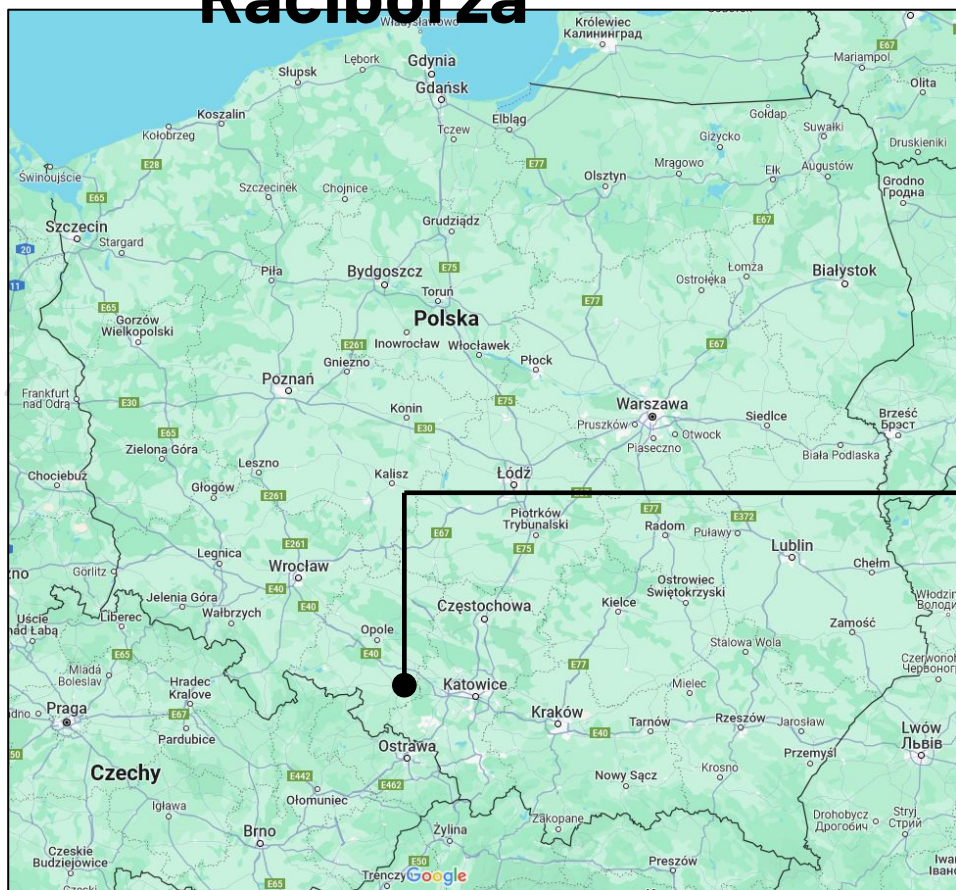 Raciborza
Władysławowo
Królewiec
Калининград
E67
Mariampol
Olita
Słupsk
Lębork
Gdynia
Gdańsk
Koszalin
Kołobrzeg
Tczew
Elbląg
Gołdap
Suwałki
Giżycko
Druskieniki
E28
E77
Mrągowo
Ełk
Augustów
Świnoujście
E65
Szczecinek
Chojnice
Olsztyn
Grodno
Гродна
Grudziądz
E67
Szczecin
Stargard
20
11
Piła
Bydgoszcz
E75
Toruń
Ostrołęka
Łomża
Białystok
E65
E77
Gorzów
Wielkopolski
Polska
E261
Inowrocław
Włocławek
E67
Gniezno
Płock
Poznań
Frankfurt
nad Odrą
E30
E75
Konin
E30
Warszawa
Pruszków
Otwock
Piaseczno
Siedlce
Brześć
Брэст
Biała Podlaska
E65
Zielona Góra
Leszno
Kalisz
Łódź
Chociebuż
Głogów
E261
E67
Piotrków
Trybunalski
E77
Radom
Puławy
E372
E67
E75
E261
Legnica
Wrocław
Lublin
Chełm
Görlitz
E40
Jelenia Góra
Wałbrzych
E40
Częstochowa
Ostrowiec
Świętokrzyski
Kielce
Uście
nad Łabą
Liberec
Opole
E40
Zamość
Stalowa Wola
E65
E77
Mladá
Boleslav
Hradec
Kralove
Katowice
Mielec
Praga
E67
Pardubice
Kraków
E40
Tarnów
Rzeszów
Jarosław
Lwów
Львів
50
Ostrawa
Przemyśl
Czechy
E442
E462
Nowy Sącz
Krosno
Ołomuniec
Igława
Drohobycz
Дрогобич
Stryj
Стрий
Brno
Żylina
Zakopane
Czeskie
Budziejowice
E50
Preszów
E65
Google